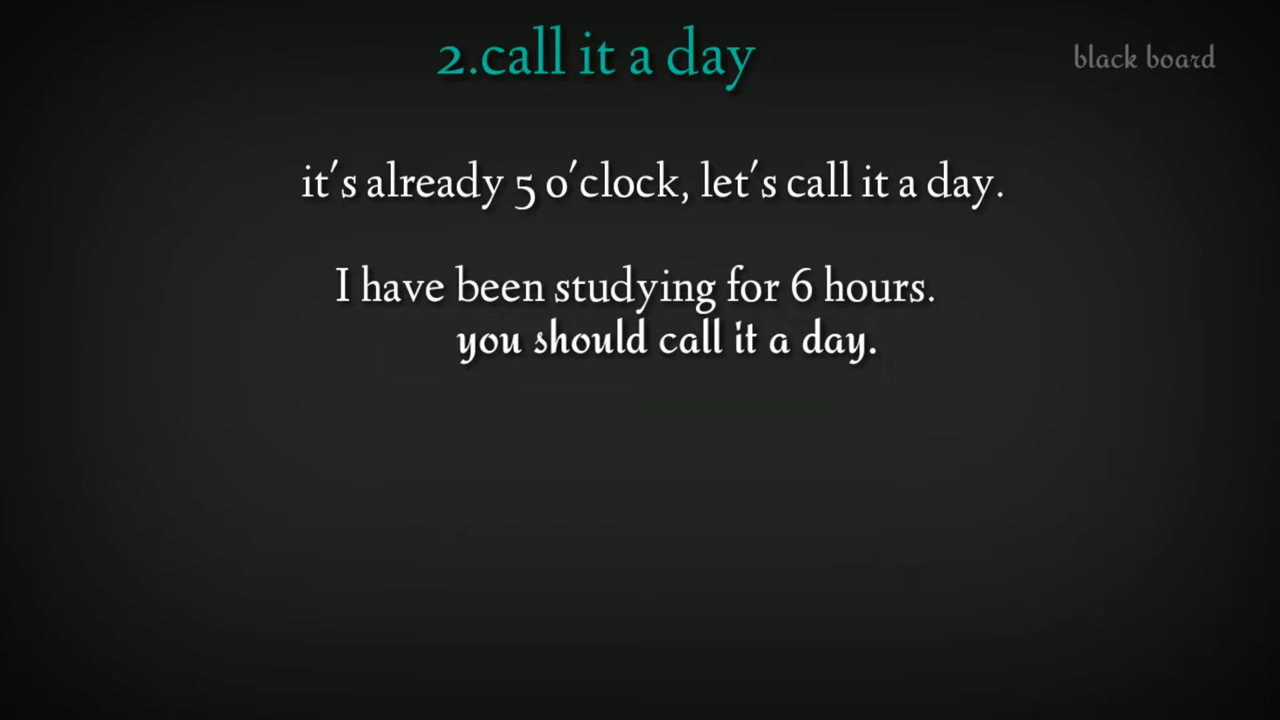 2.call it a day
black board
it's already 5 o'clock, let's call it a day.
I have been studying for 6 hours.
you should call it a day.